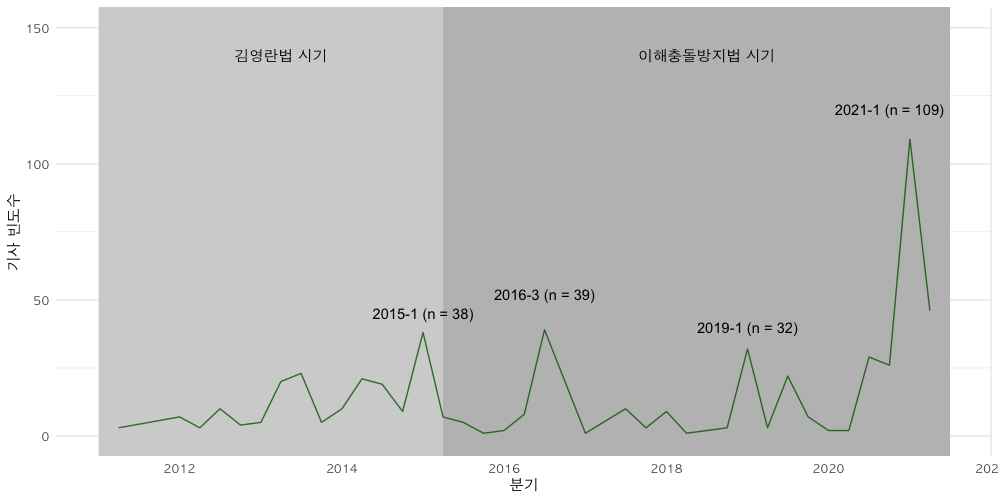 150
김영란법 시기
이해충돌방지법 시기
2021-1 (n = 109)
100
기사 빈도수
50
2016-3 (n = 39)
2015-1 (n = 38)
2019-1 (n = 32)
0
2012
2014
2016
2018
2020
202
분기